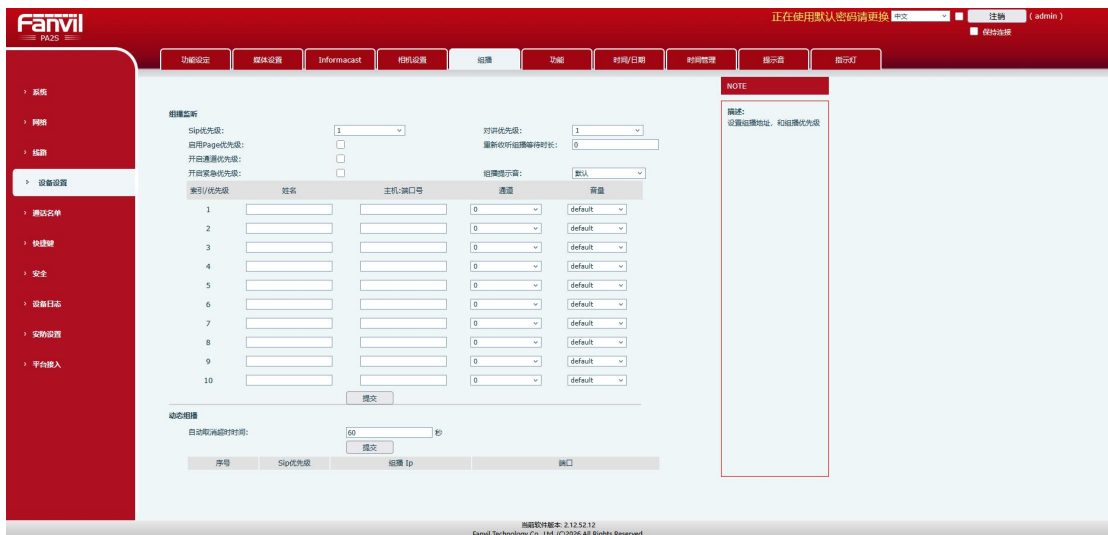 Fanvil
PA2S
正在使用默认密码请更换 中文 注销 ( admin )
保持连接
功能设定 媒体设置 Informacast 相机设置 组播 功能 时间/日期 时间管理 提示音 指示灯
› 系统
› 网络
› 线路
› 设备设置
› 通话名单
› 快捷键
› 安全
› 设备日志
› 安防设置
› 平台接入
组播监听
Sip优先级: 1 对讲优先级: 1
启用Page优先级: 重新收听组播等待时长: 0
开启通道优先级:
开启紧急优先级: 组播提示音: 默认
索引/优先级 姓名 主机:端口号 通道 音量
1 0 default
2 0 default
3 0 default
4 0 default
5 0 default
6 0 default
7 0 default
8 0 default
9 0 default
10 0 default
提交
动态组播
自动取消超时时间: 60 秒
提交
序号 Sip优先级 组播 Ip 端口
NOTE
描述:
设置组播地址，和组播优先级
当前软件版本: 2.12.52.12
Fanvil Technology Co., Ltd. (C)2026 All Rights Reserved.